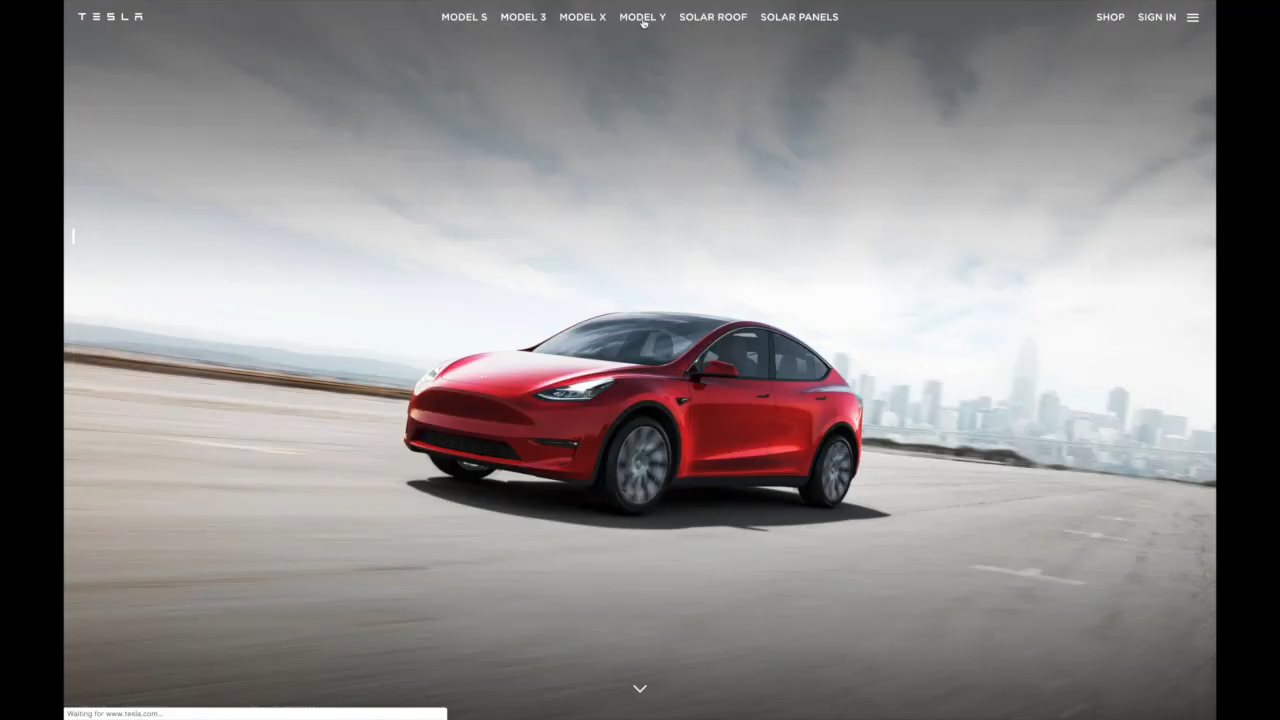 TESLA MODEL S MODEL 3 MODEL X MODEL Y SOLAR ROOF SOLAR PANELS SHOP SIGN IN
Waiting for www.tesla.com...